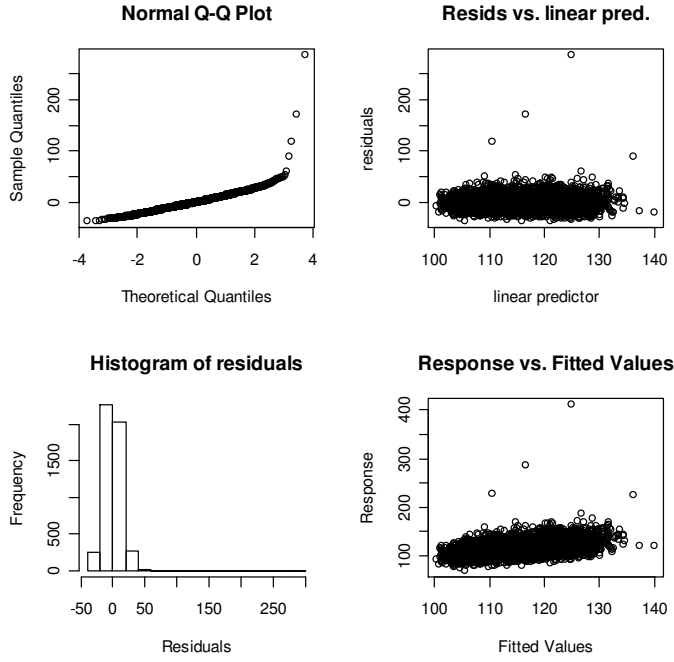 Normal Q-Q Plot
Sample Quantiles
0 100 200
-4 -2 0 2 4
Theoretical Quantiles
Resids vs. linear pred.
residuals
0 100 200
100 110 120 130 140
linear predictor
Histogram of residuals
Frequency
0 500 1500
-50 0 50 150 250
Residuals
Response vs. Fitted Values
Response
100 200 300 400
100 110 120 130 140
Fitted Values